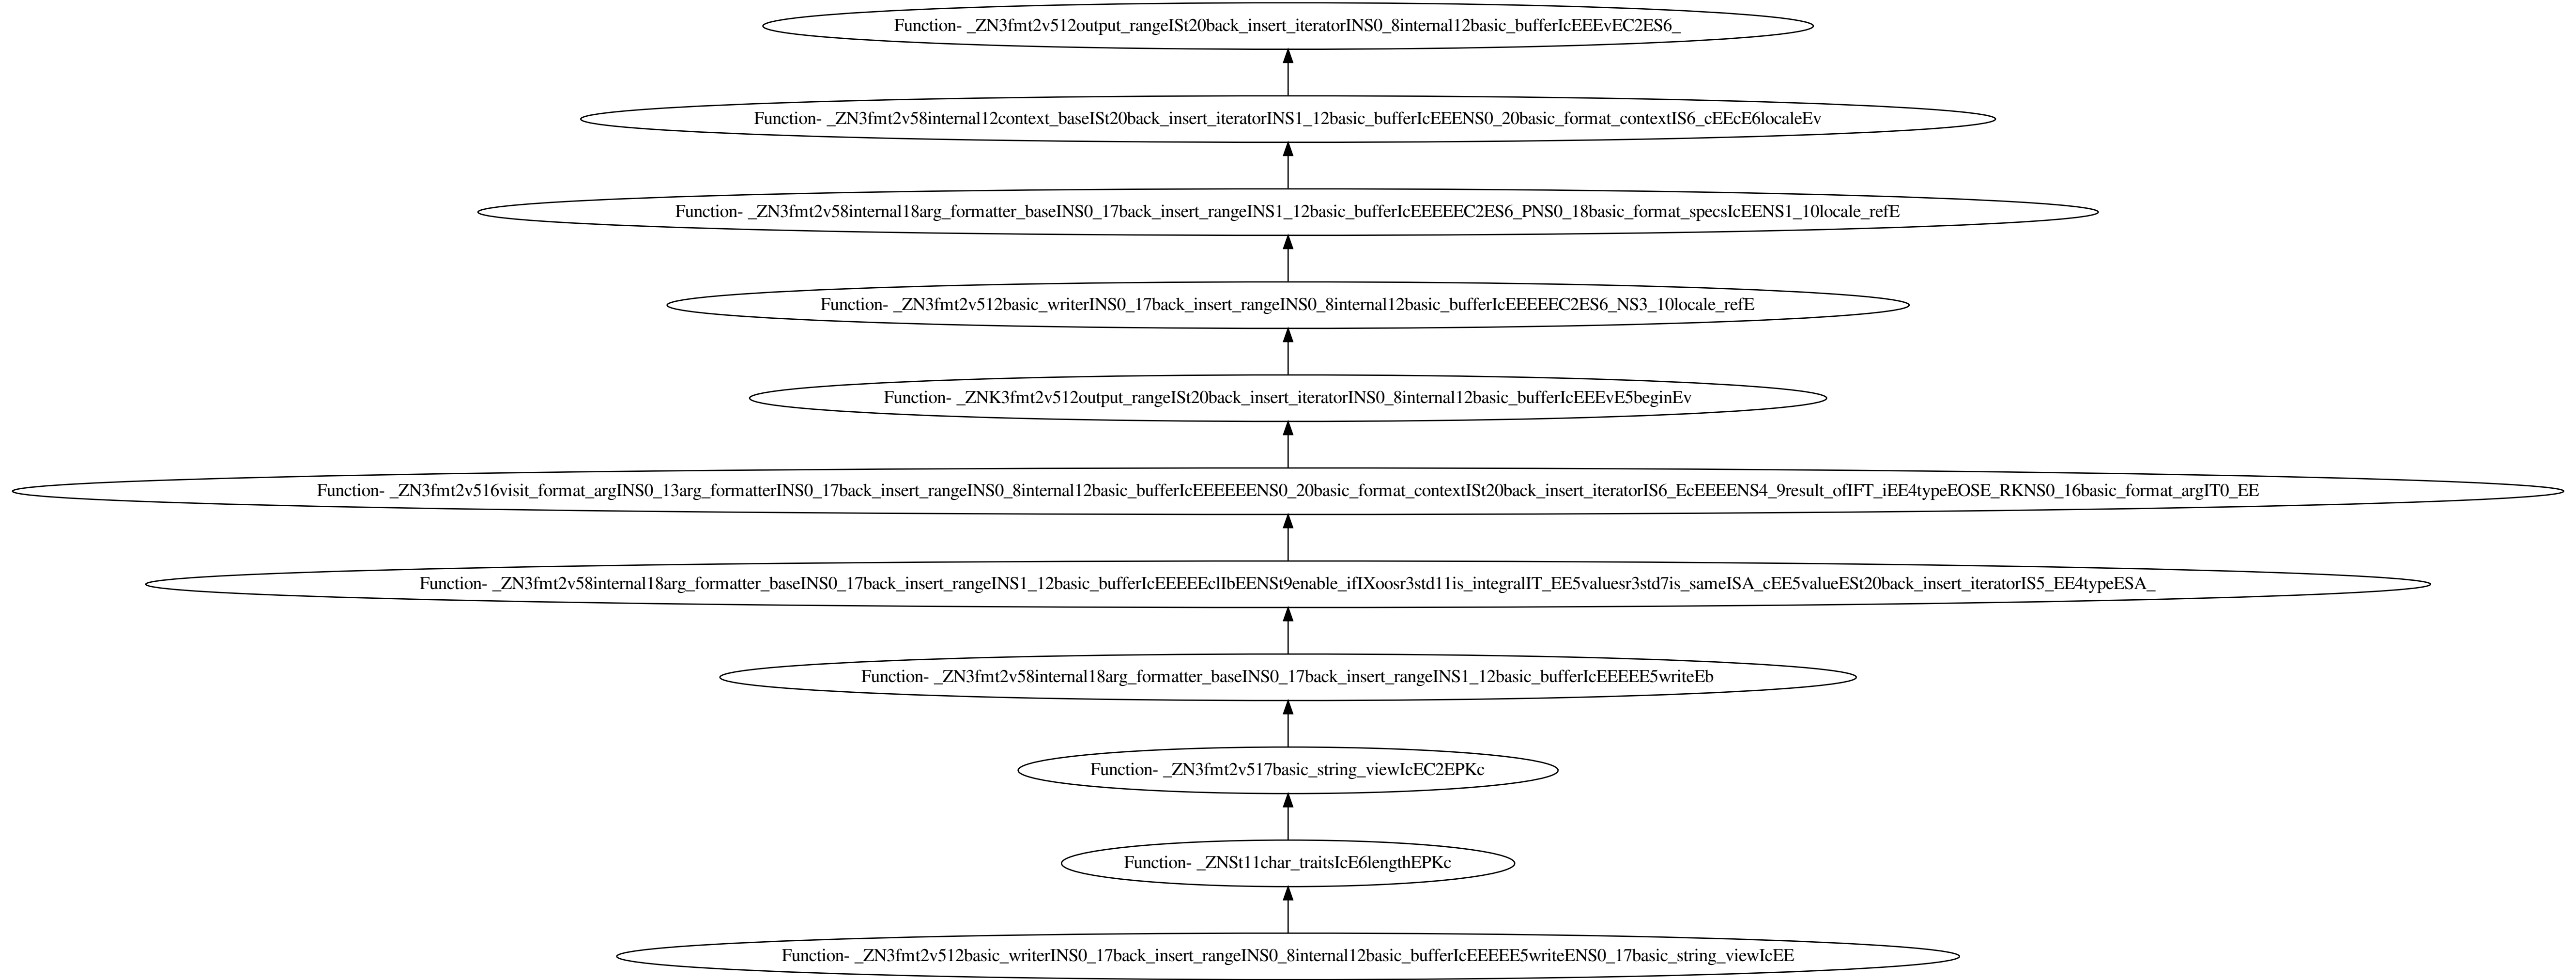 Function- _ZN3fmt2v512output_rangeISt20back_insert_iteratorINS0_8internal12basic_bufferIcEEEvEC2ES6_
Function- _ZN3fmt2v58internal12context_baseISt20back_insert_iteratorINS1_12basic_bufferIcEEENS0_20basic_format_contextIS6_cEEcE6localeEv
Function- _ZN3fmt2v58internal18arg_formatter_baseINS0_17back_insert_rangeINS1_12basic_bufferIcEEEEEC2ES6_PNS0_18basic_format_specsIcEENS1_10locale_refE
Function- _ZN3fmt2v512basic_writerINS0_17back_insert_rangeINS0_8internal12basic_bufferIcEEEEEC2ES6_NS3_10locale_refE
Function- _ZNK3fmt2v512output_rangeISt20back_insert_iteratorINS0_8internal12basic_bufferIcEEEvE5beginEv
Function- _ZN3fmt2v516visit_format_argINS0_13arg_formatterINS0_17back_insert_rangeINS0_8internal12basic_bufferIcEEEEEENS0_20basic_format_contextISt20back_insert_iteratorIS6_EcEEEENS4_9result_ofIFT_iEE4typeEOSE_RKNS0_16basic_format_argIT0_EE
Function- _ZN3fmt2v58internal18arg_formatter_baseINS0_17back_insert_rangeINS1_12basic_bufferIcEEEEEclIbEENSt9enable_ifIXoosr3std11is_integralIT_EE5valuesr3std7is_sameISA_cEE5valueESt20back_insert_iteratorIS5_EE4typeESA_
Function- _ZN3fmt2v58internal18arg_formatter_baseINS0_17back_insert_rangeINS1_12basic_bufferIcEEEEE5writeEb
Function- _ZN3fmt2v517basic_string_viewIcEC2EPKc
Function- _ZNSt11char_traitsIcE6lengthEPKc
Function- _ZN3fmt2v512basic_writerINS0_17back_insert_rangeINS0_8internal12basic_bufferIcEEEEE5writeENS0_17basic_string_viewIcEE